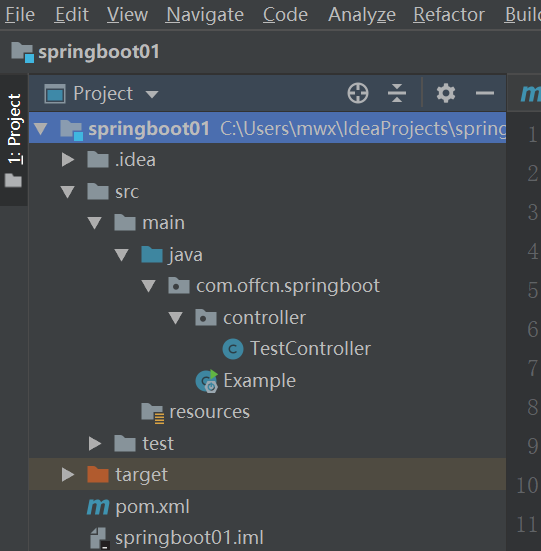 File Edit View Navigate Code Analyze Refactor Buil
springboot01
1: Project
Project
springboot01 C:\Users\mwx\IdeaProjects\spring
.idea
src
main
java
com.offcn.springboot
controller
TestController
Example
resources
test
target
pom.xml
springboot01.iml
m
1
2
3
4
5
6
7
8
9
10
11